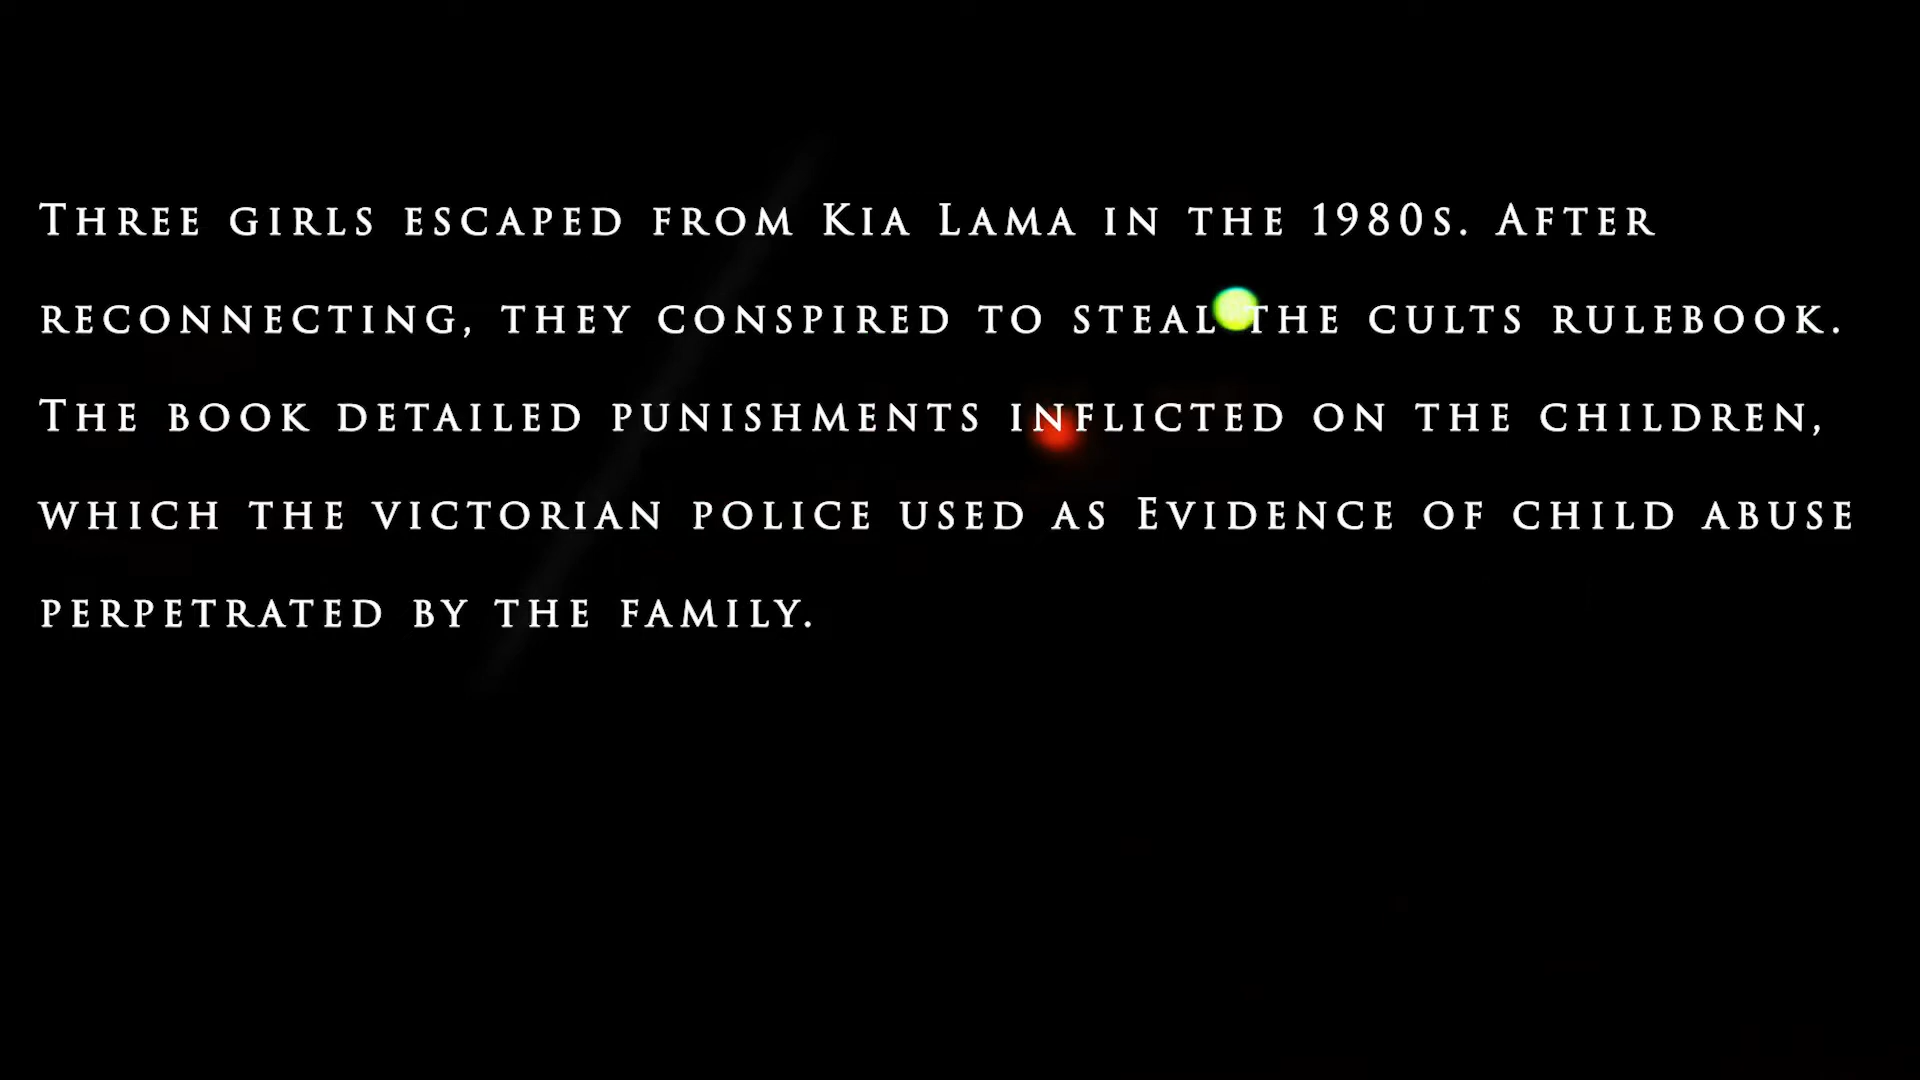 Three girls escaped from Kia Lama in the 1980s. After
reconnecting, they conspired to steal the cults rulebook.
The book detailed punishments inflicted on the children,
which the victorian police used as Evidence of child abuse
perpetrated by the family.